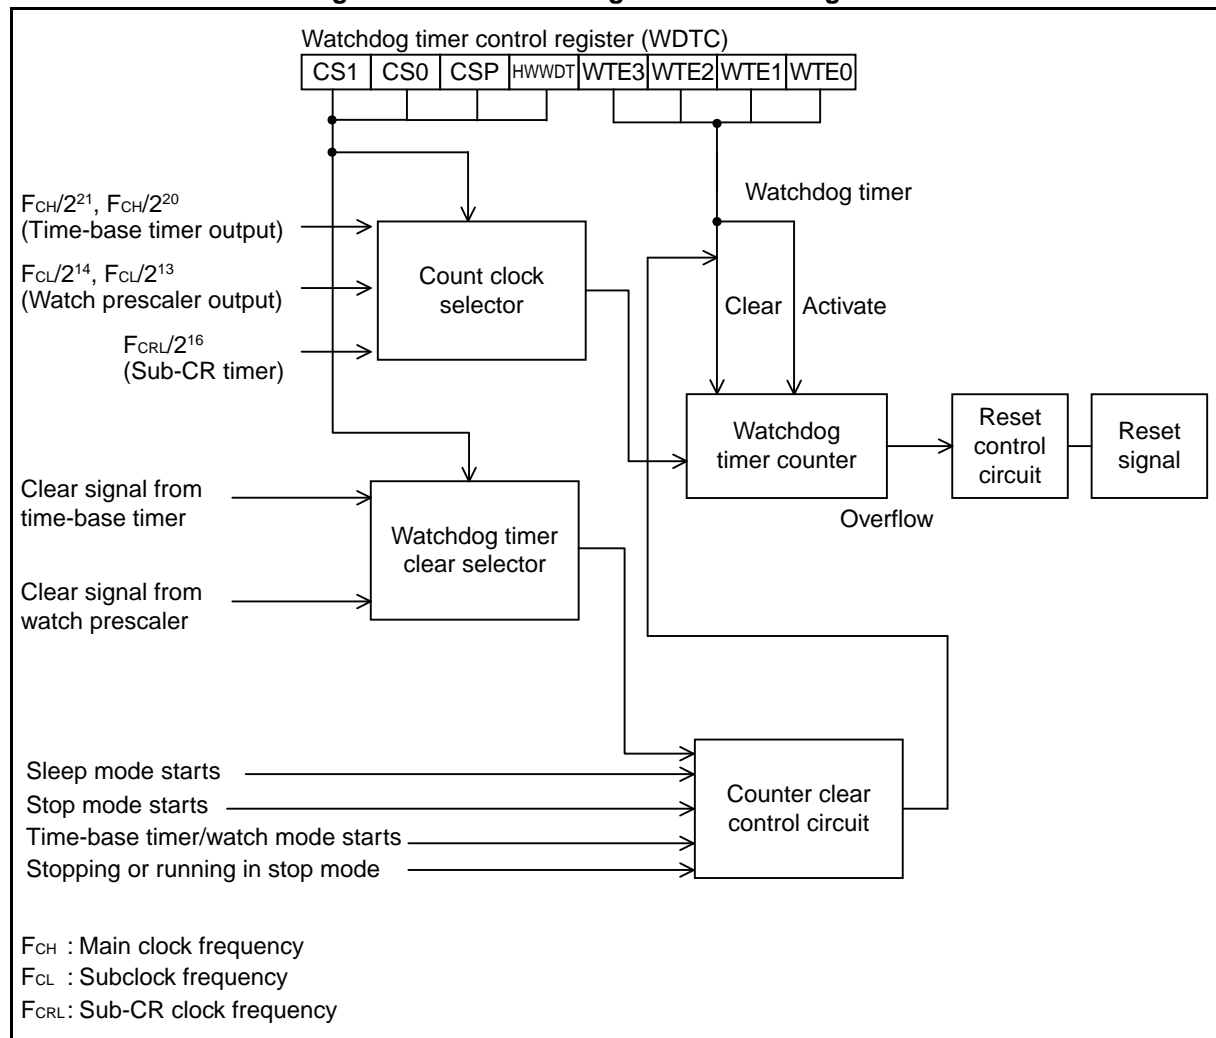 Watchdog timer control register (WDTC)
CS1 CS0 CSP HWWDT WTE3 WTE2 WTE1 WTE0
Watchdog timer
FCH/2²¹, FCH/2²⁰
(Time-base timer output)
FCL/2¹⁴, FCL/2¹³
(Watch prescaler output)
FCRL/2¹⁶
(Sub-CR timer)
Count clock
selector
Clear Activate
Watchdog
timer counter
Reset
control
circuit
Reset
signal
Overflow
Clear signal from
time-base timer
Clear signal from
watch prescaler
Watchdog timer
clear selector
Sleep mode starts
Stop mode starts
Time-base timer/watch mode starts
Stopping or running in stop mode
Counter clear
control circuit
FCH : Main clock frequency
FCL : Subclock frequency
FCRL : Sub-CR clock frequency